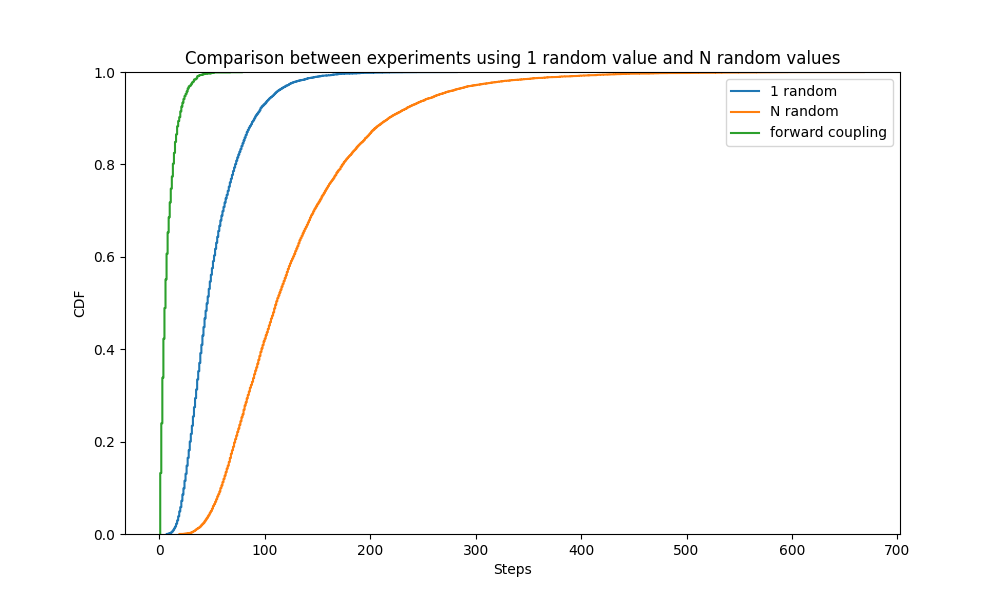 Comparison between experiments using 1 random value and N random values
1.0
0.8
0.6
0.4
0.2
0.0
CDF
1 random
N random
forward coupling
0 100 200 300 400 500 600 700
Steps